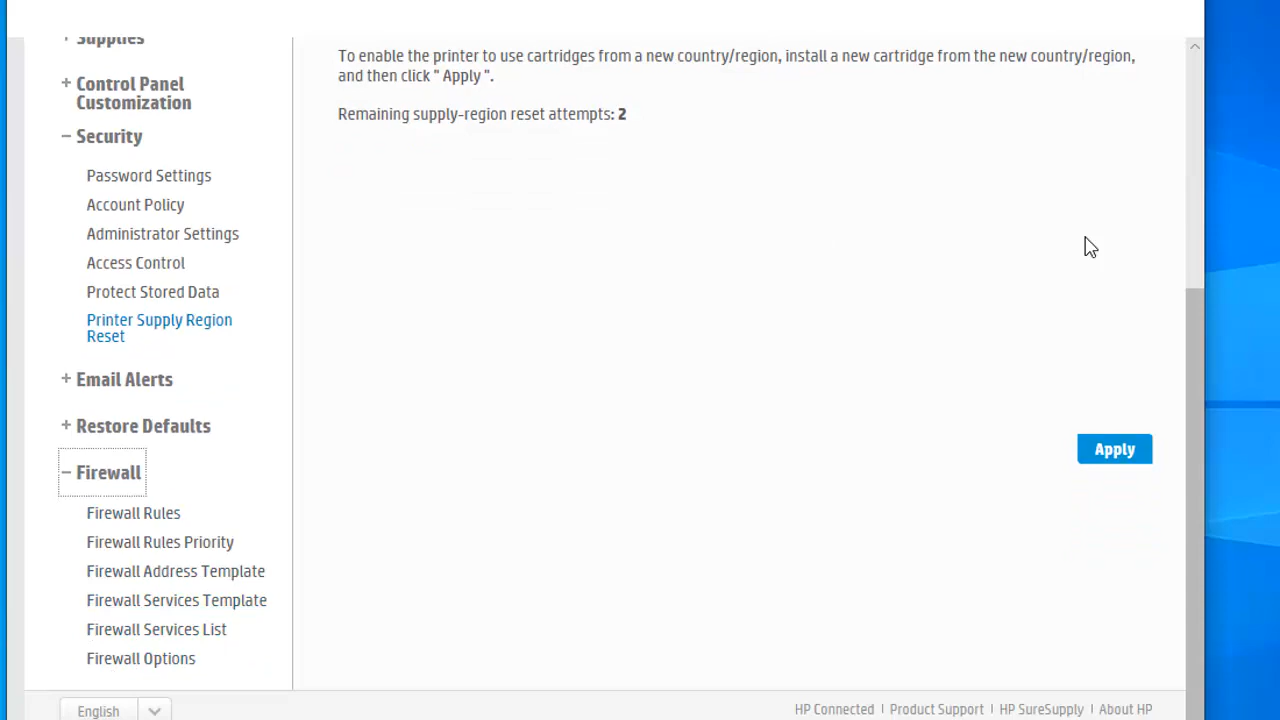 Supplies
+ Control Panel
Customization
− Security
Password Settings
Account Policy
Administrator Settings
Access Control
Protect Stored Data
Printer Supply Region
Reset
+ Email Alerts
+ Restore Defaults
− Firewall
Firewall Rules
Firewall Rules Priority
Firewall Address Template
Firewall Services Template
Firewall Services List
Firewall Options
To enable the printer to use cartridges from a new country/region, install a new cartridge from the new country/region,
and then click " Apply ".
Remaining supply-region reset attempts: 2
Apply
English
HP Connected | Product Support | HP SureSupply | About HP